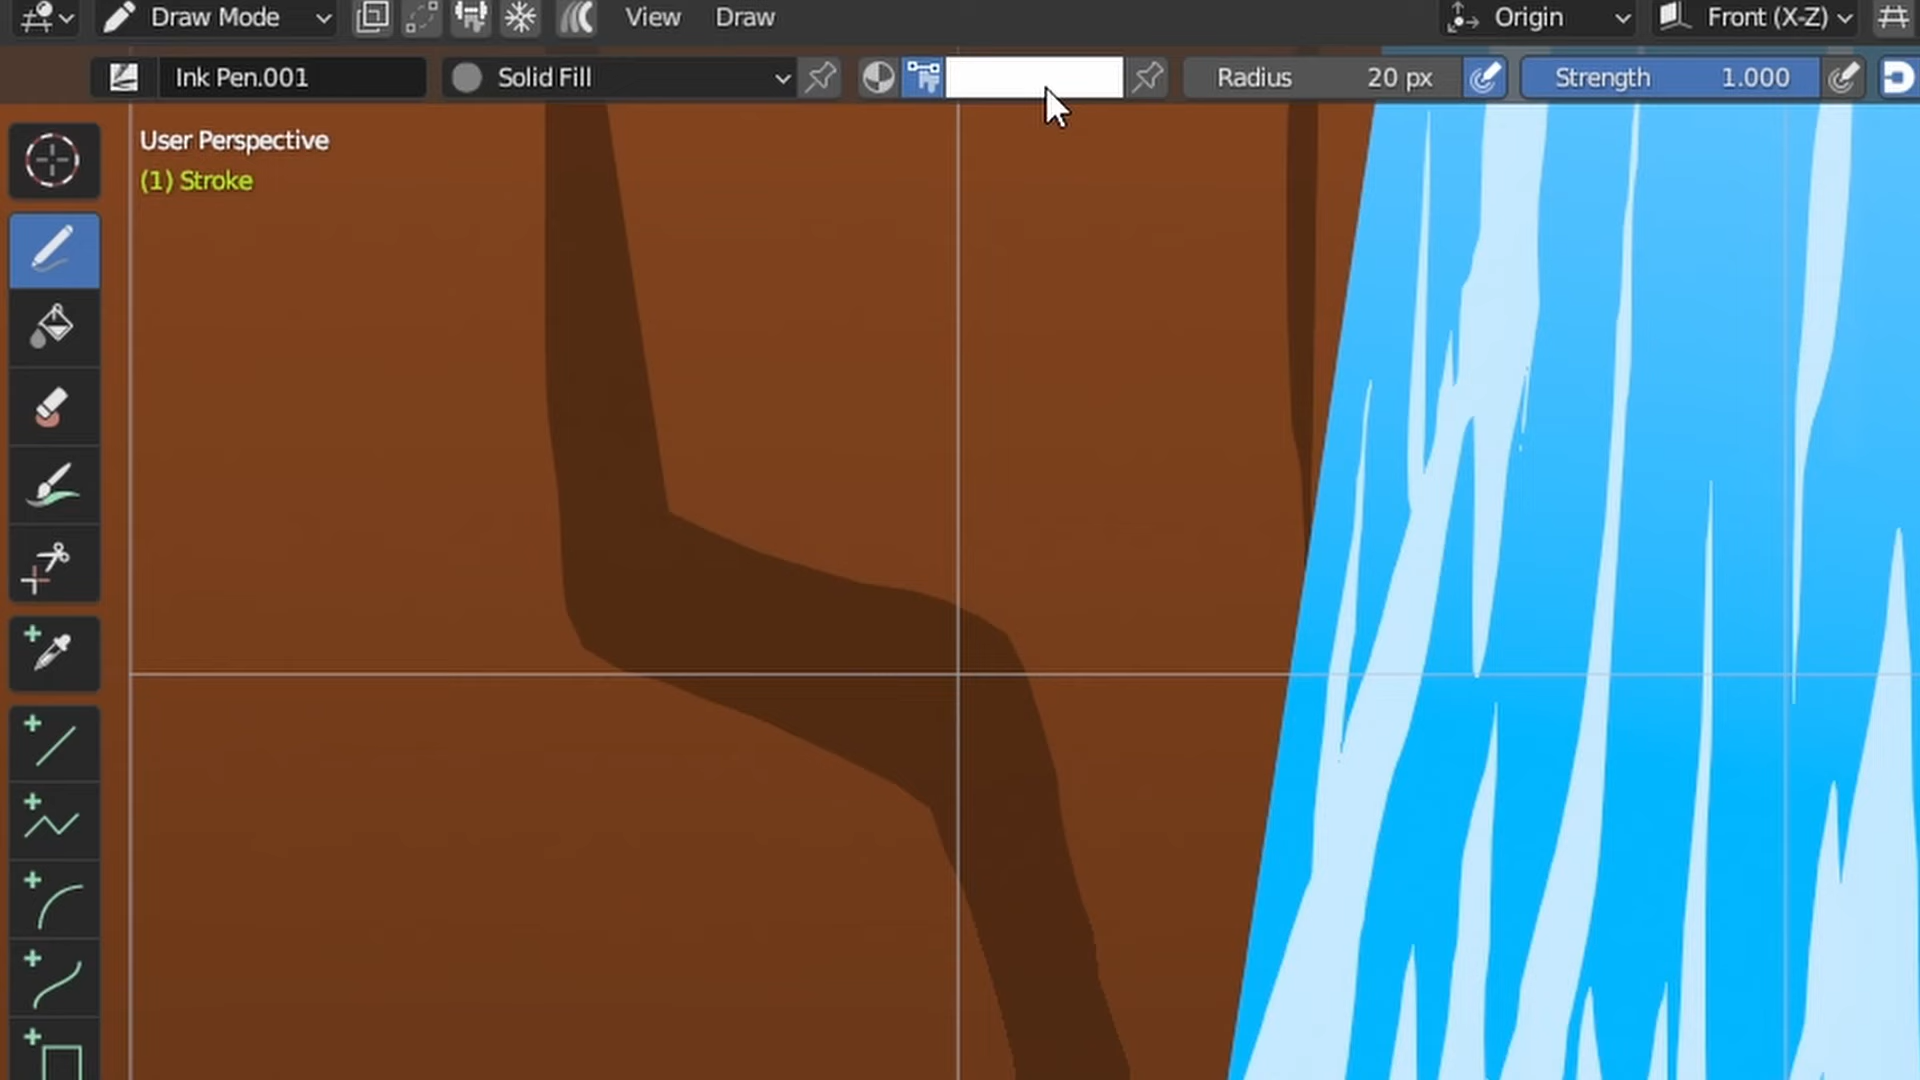 Draw Mode View Draw Origin Front (X-Z)
Ink Pen.001 Solid Fill Radius 20 px Strength 1.000
User Perspective
(1) Stroke